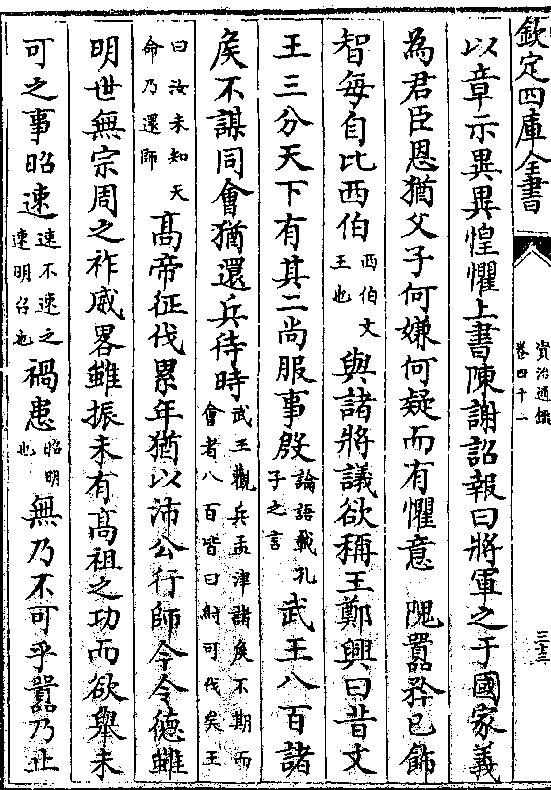 欽定四庫全書
資治通鑑
卷四十一
三十三
以章示異異惶懼上書陳謝詔報曰將軍之于國家義
為君臣恩猶父子何嫌何疑而有懼意 隗囂矜已飾
智每自比西伯西伯文王也與諸將議欲稱王鄭興曰昔文
王三分天下有其二尚服事殷論語載孔子之言武王八百諸
侯不謀同會猶還兵待時武王觀兵孟津諸侯不期而會者八百皆曰紂可伐矣王
曰汝未知天命乃還師高帝征伐累年猶以沛公行師今令德雖
明世無宗周之祚威畧雖振未有髙祖之功而欲舉未
可之事昭速速不速之速明召也禍患昭明也無乃不可乎囂乃止